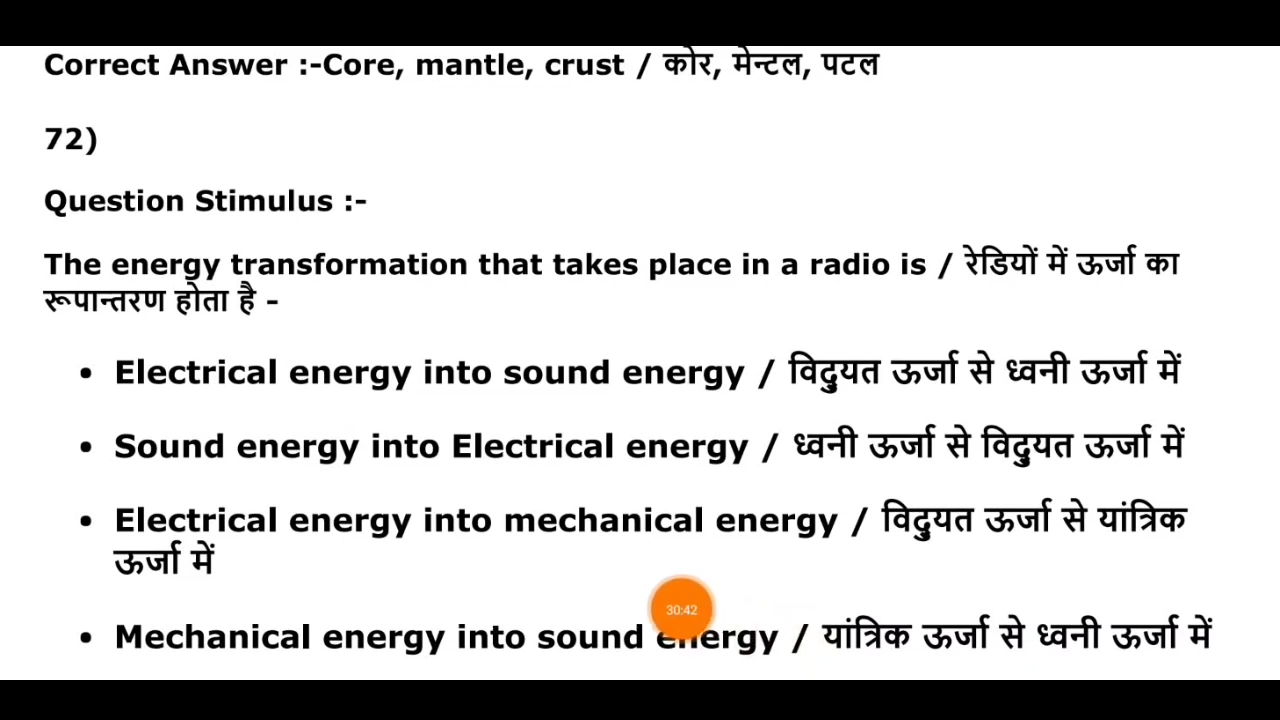 Correct Answer :-Core, mantle, crust / कोर, मेन्टल, पटल
72)
Question Stimulus :-
The energy transformation that takes place in a radio is / रेडियों में ऊर्जा का
रूपान्तरण होता है -
• Electrical energy into sound energy / विदुयत ऊर्जा से ध्वनी ऊर्जा में
• Sound energy into Electrical energy / ध्वनी ऊर्जा से विदुयत ऊर्जा में
• Electrical energy into mechanical energy / विदुयत ऊर्जा से यांत्रिक
ऊर्जा में
30:42
• Mechanical energy into sound energy / यांत्रिक ऊर्जा से ध्वनी ऊर्जा में